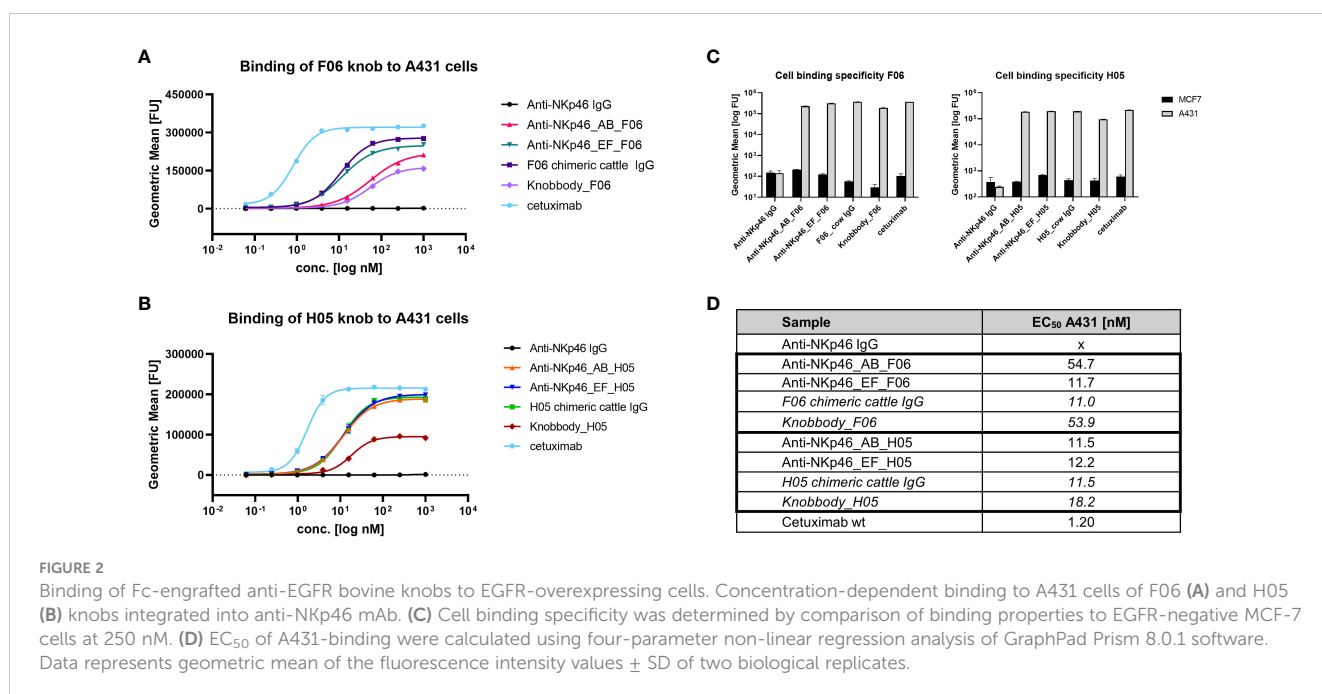 A
Binding of F06 knob to A431 cells
Geometric Mean [FU]
450000
300000
150000
0
10⁻² 10⁻¹ 10⁰ 10¹ 10² 10³ 10⁴
conc. [log nM]
Anti-NKp46 IgG
Anti-NKp46_AB_F06
Anti-NKp46_EF_F06
F06 chimeric cattle IgG
Knobbody_F06
cetuximab
B
Binding of H05 knob to A431 cells
Geometric Mean [FU]
300000
200000
100000
0
10⁻² 10⁻¹ 10⁰ 10¹ 10² 10³ 10⁴
conc. [log nM]
Anti-NKp46 IgG
Anti-NKp46_AB_H05
Anti-NKp46_EF_H05
H05 chimeric cattle IgG
Knobbody_H05
cetuximab
C
Cell binding specificity F06
Geometric Mean [log FU]
10⁶
10⁵
10⁴
10³
10²
10¹
Anti-NKp46 IgG
Anti-NKp46_AB_F06
Anti-NKp46_EF_F06
F06_cow IgG
Knobbody_F06
cetuximab
Cell binding specificity H05
Geometric Mean [log FU]
10⁶
10⁵
10⁴
10³
10²
Anti-NKp46 IgG
Anti-NKp46_AB_H05
Anti-NKp46_EF_H05
H05_cow IgG
Knobbody_H05
cetuximab
MCF7
A431
D
Sample EC₅₀ A431 [nM]
Anti-NKp46 IgG x
Anti-NKp46_AB_F06 54.7
Anti-NKp46_EF_F06 11.7
F06 chimeric cattle IgG 11.0
Knobbody_F06 53.9
Anti-NKp46_AB_H05 11.5
Anti-NKp46_EF_H05 12.2
H05 chimeric cattle IgG 11.5
Knobbody_H05 18.2
Cetuximab wt 1.20
FIGURE 2
Binding of Fc-engrafted anti-EGFR bovine knobs to EGFR-overexpressing cells. Concentration-dependent binding to A431 cells of F06 (A) and H05
(B) knobs integrated into anti-NKp46 mAb. (C) Cell binding specificity was determined by comparison of binding properties to EGFR-negative MCF-7
cells at 250 nM. (D) EC₅₀ of A431-binding were calculated using four-parameter non-linear regression analysis of GraphPad Prism 8.0.1 software.
Data represents geometric mean of the fluorescence intensity values ± SD of two biological replicates.